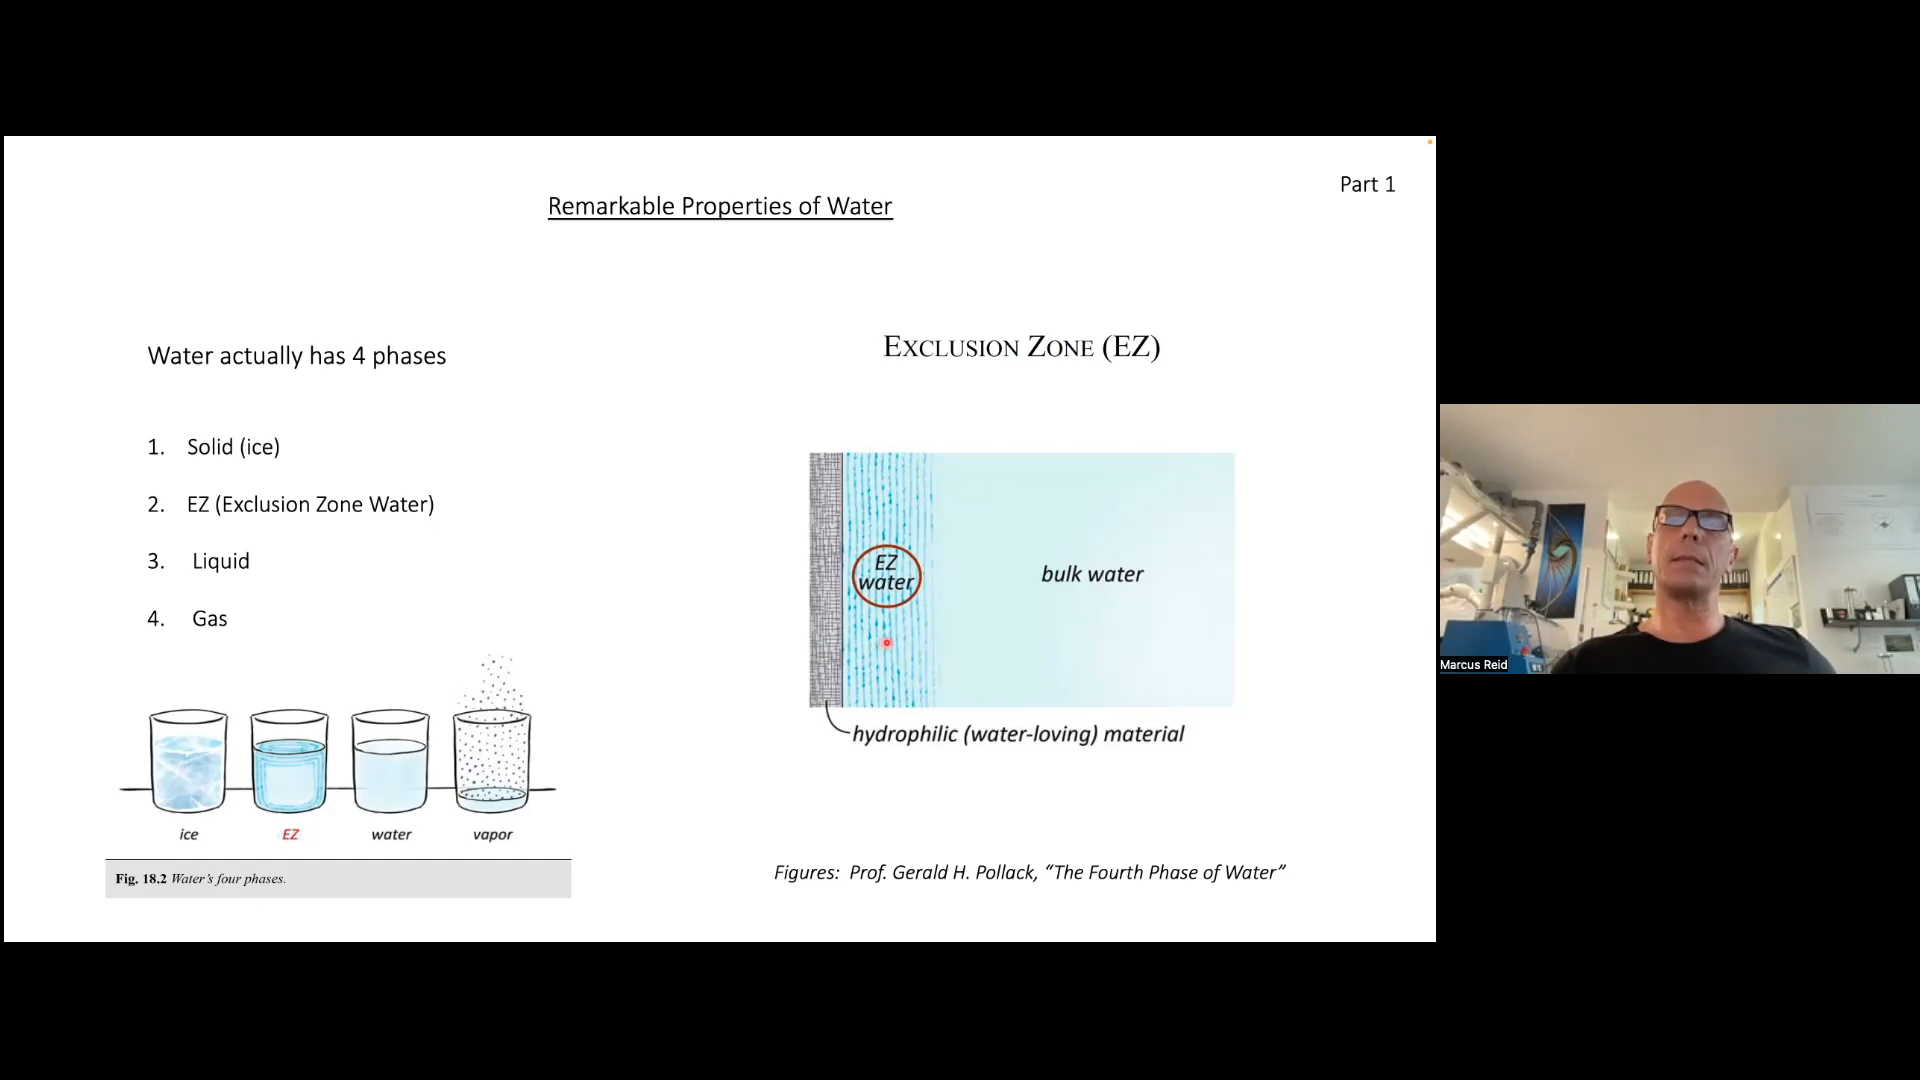 Part 1
Remarkable Properties of Water
Water actually has 4 phases
1. Solid (ice)
2. EZ (Exclusion Zone Water)
3. Liquid
4. Gas
ice EZ water vapor
Fig. 18.2 Water's four phases.
EXCLUSION ZONE (EZ)
EZ
water
bulk water
hydrophilic (water-loving) material
Figures: Prof. Gerald H. Pollack, “The Fourth Phase of Water”
Marcus Reid